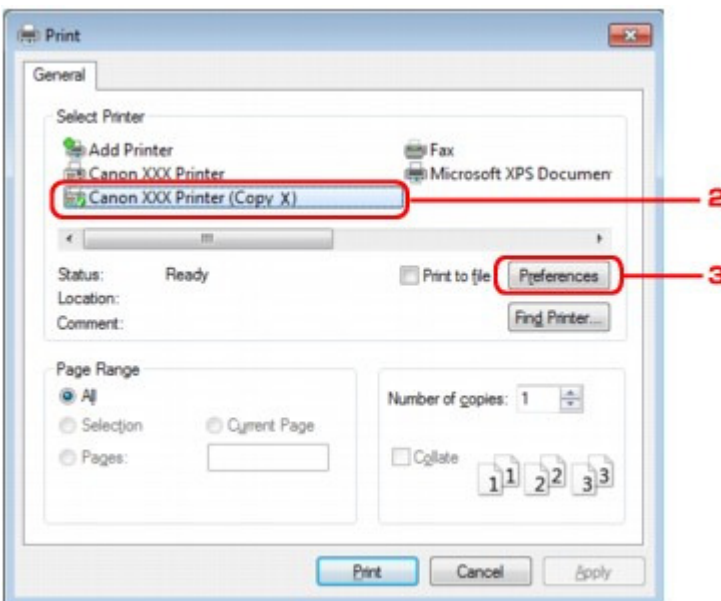 Print
General
Select Printer
Add Printer
Fax
Canon XXX Printer
Microsoft XPS Documen
Canon XXX Printer (Copy X)
2
Status: Ready
Print to file
Preferences
3
Location:
Comment:
Find Printer...
Page Range
All
Number of copies: 1
Selection
Current Page
Pages:
Collate
1 1 2 2 3 3
Print
Cancel
Apply